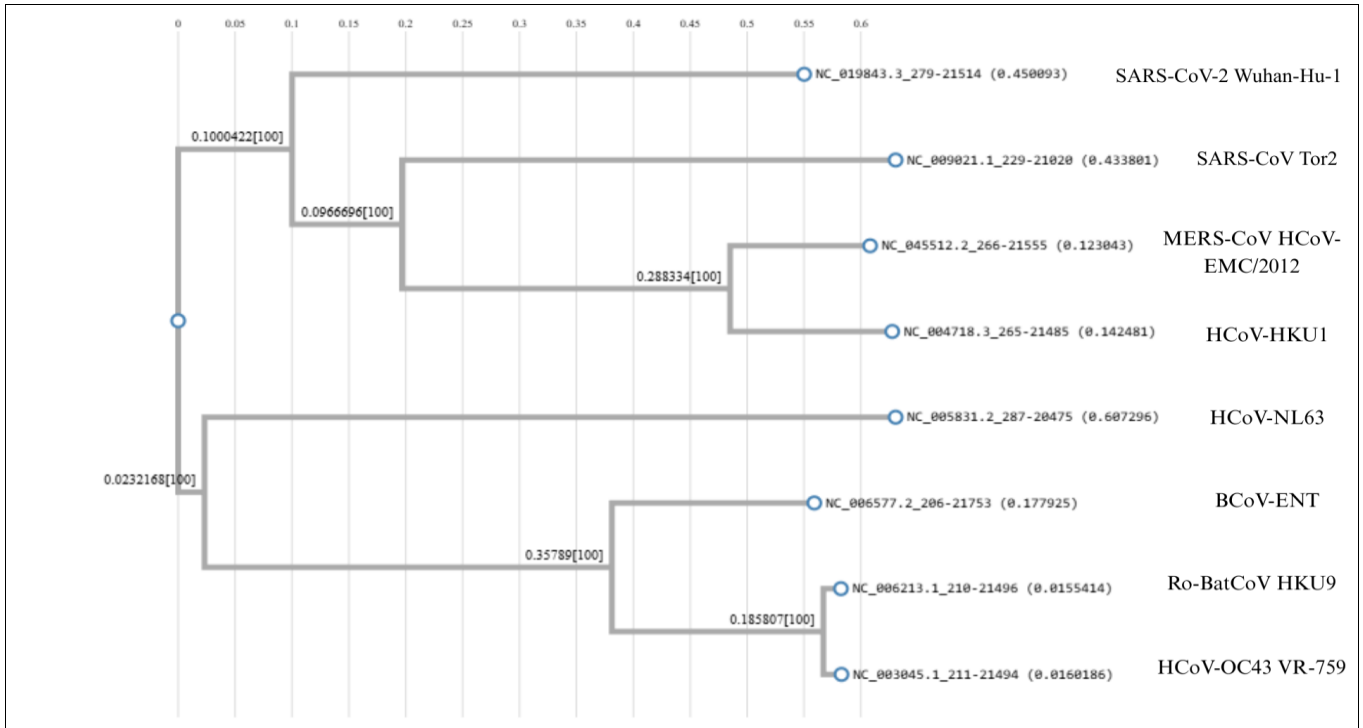 0 0.05 0.1 0.15 0.2 0.25 0.3 0.35 0.4 0.45 0.5 0.55 0.6
NC_019843.3_279-21514 (0.450093) SARS-CoV-2 Wuhan-Hu-1
0.1000422[100]
NC_009021.1_229-21020 (0.433801) SARS-CoV Tor2
0.0966696[100]
NC_045512.2_266-21555 (0.123043) MERS-CoV HCoV-
EMC/2012
0.288334[100]
NC_004718.3_265-21485 (0.142481) HCoV-HKU1
NC_005831.2_287-20475 (0.607296) HCoV-NL63
0.0232168[100]
NC_006577.2_206-21753 (0.177925) BCoV-ENT
0.35789[100]
NC_006213.1_210-21496 (0.0155414) Ro-BatCoV HKU9
0.185807[100]
NC_003045.1_211-21494 (0.0160186) HCoV-OC43 VR-759